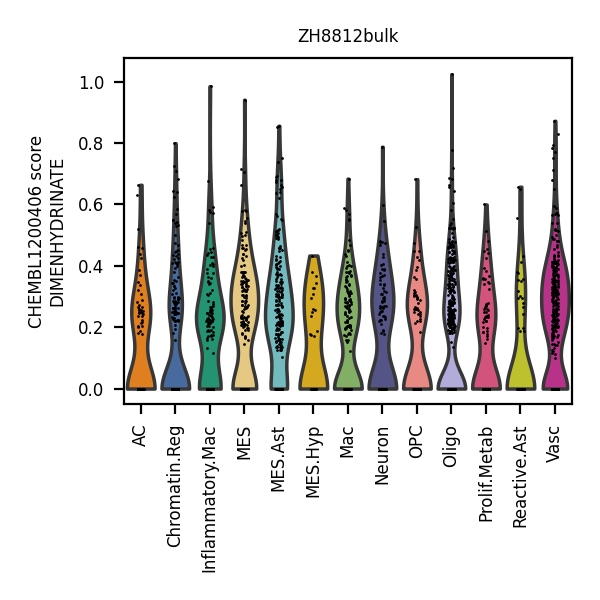 ZH8812bulk
CHEMBL1200406 score
DIMENHYDRINATE
1.0
0.8
0.6
0.4
0.2
0.0
AC
Chromatin.Reg
Inflammatory.Mac
MES
MES.Ast
MES.Hyp
Mac
Neuron
OPC
Oligo
Prolif.Metab
Reactive.Ast
Vasc